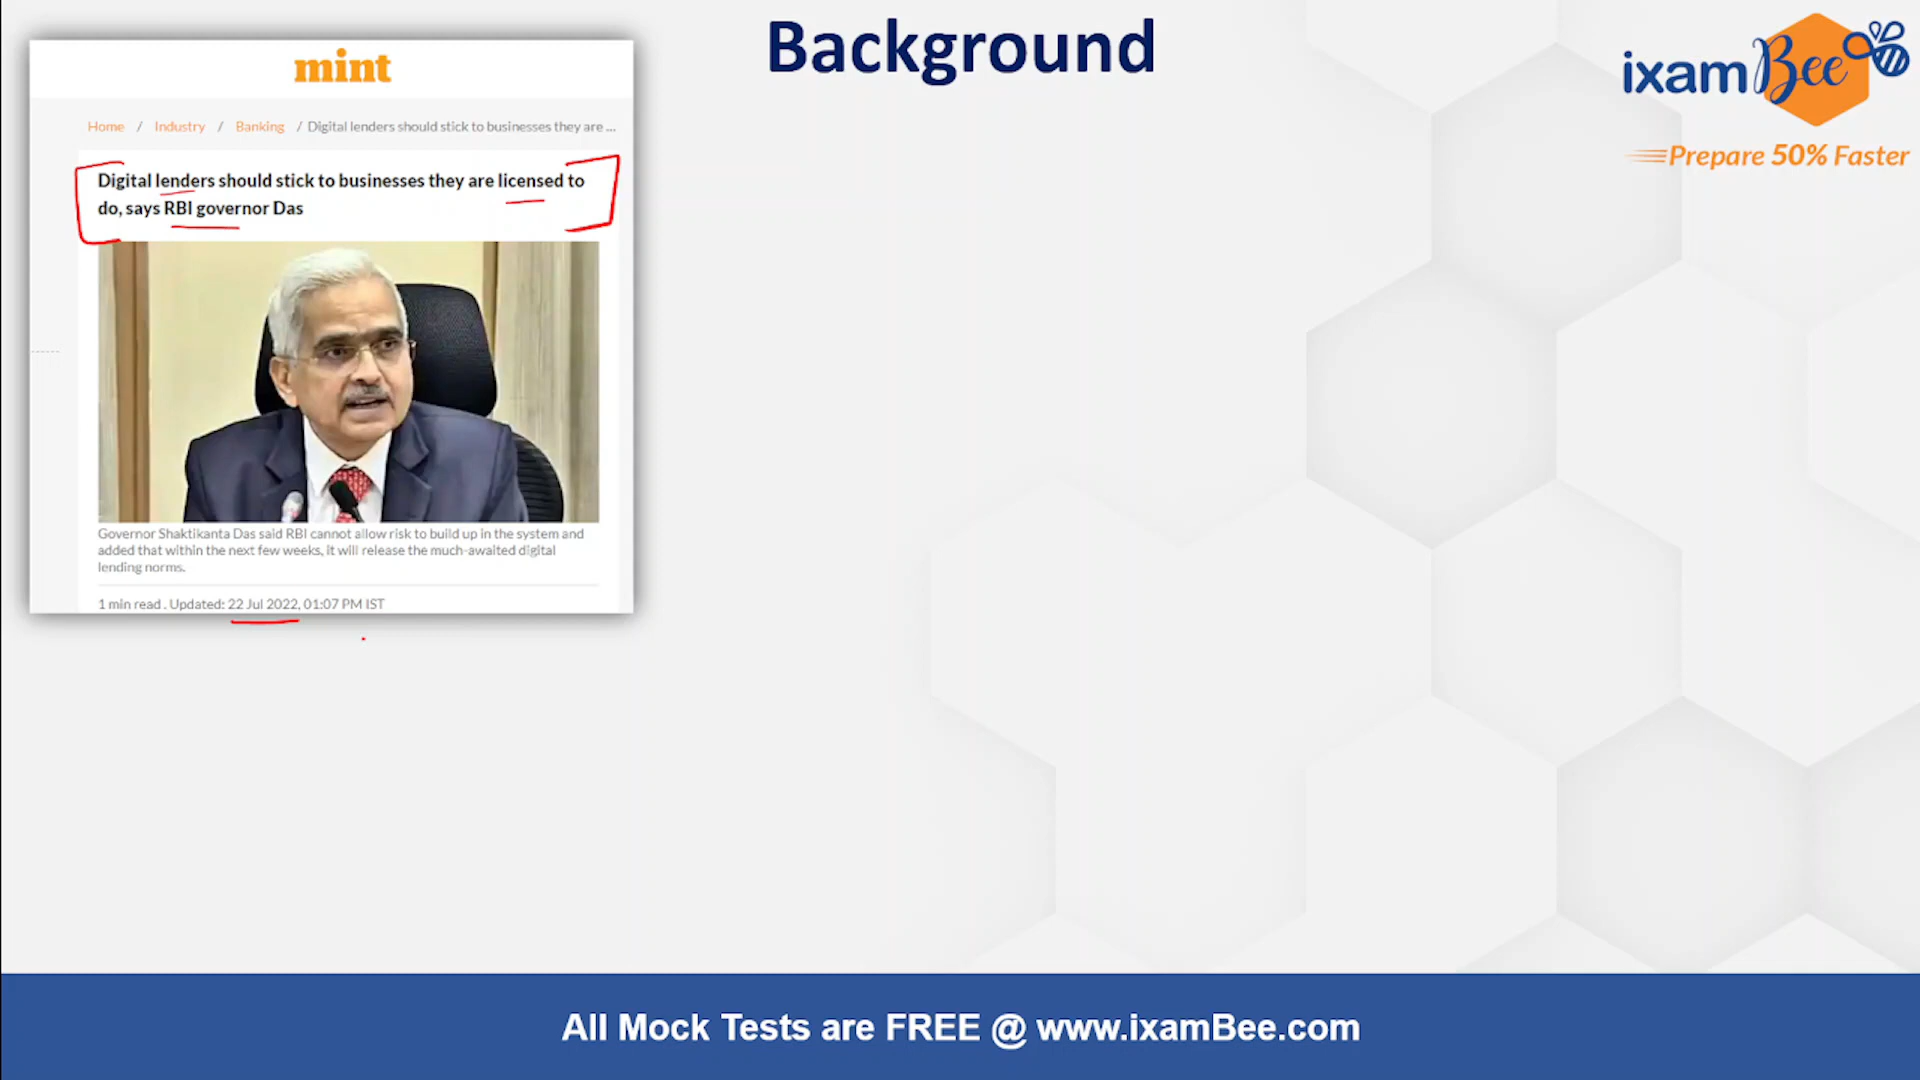 Background
ixamBee
Prepare 50% Faster
mint
Home / Industry / Banking / Digital lenders should stick to businesses they are ...
Digital lenders should stick to businesses they are licensed to
do, says RBI governor Das
Governor Shaktikanta Das said RBI cannot allow risk to build up in the system and
added that within the next few weeks, it will release the much-awaited digital
lending norms.
1 min read . Updated: 22 Jul 2022, 01:07 PM IST
All Mock Tests are FREE @ www.ixamBee.com